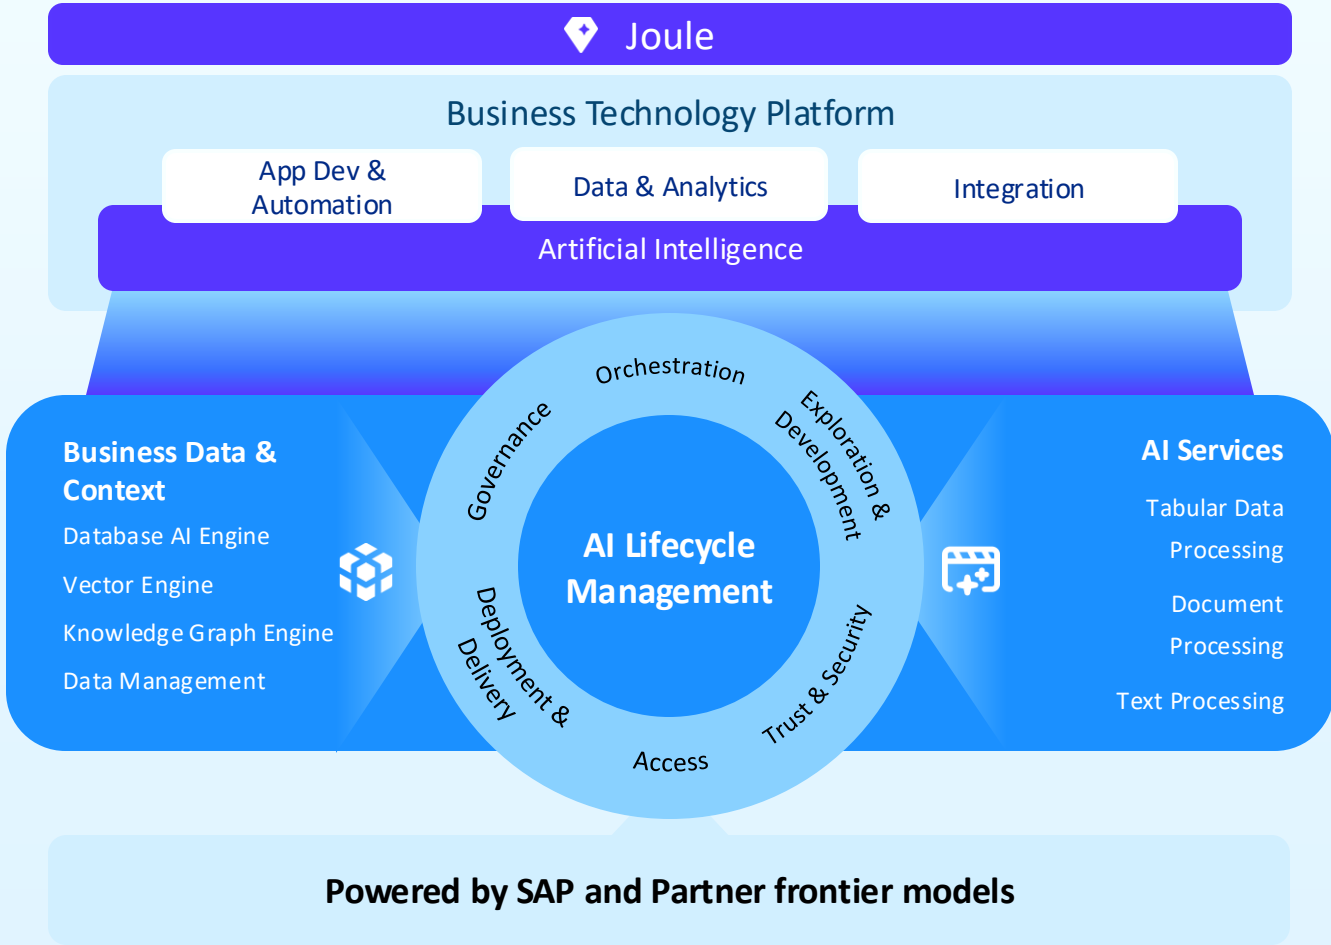 Joule
Business Technology Platform
App Dev &
Automation
Data & Analytics
Integration
Artificial Intelligence
Orchestration
Exploration &
Development
Trust & Security
Access
Deployment &
Delivery
Governance
AI Lifecycle
Management
Business Data &
Context
Database AI Engine
Vector Engine
Knowledge Graph Engine
Data Management
AI Services
Tabular Data
Processing
Document
Processing
Text Processing
Powered by SAP and Partner frontier models